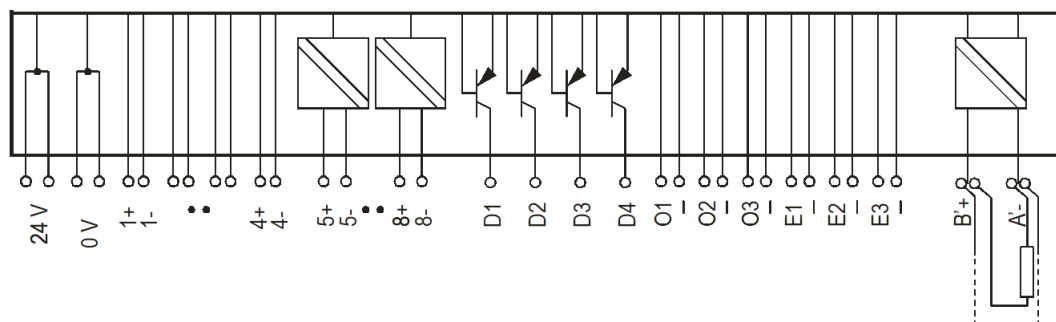 24 V
0 V
1+
1-
••
4+
4-
5+
5-
••
8+
8-
D1
D2
D3
D4
O1
–
O2
–
O3
–
E1
–
E2
–
E3
–
B'+
A'-